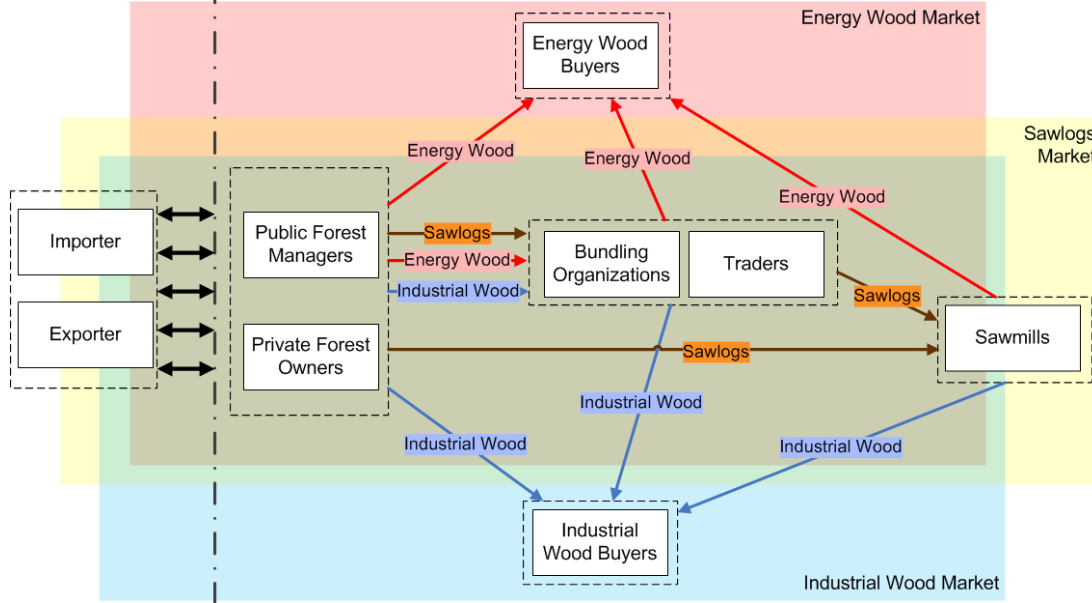 Energy Wood Market
Energy Wood
Buyers
Sawlogs
Market
Energy Wood
Energy Wood
Energy Wood
Importer
Exporter
Public Forest
Managers
Private Forest
Owners
Sawlogs
Energy Wood
Industrial Wood
Bundling
Organizations
Traders
Sawlogs
Sawmills
Sawlogs
Industrial Wood
Industrial Wood
Industrial Wood
Industrial
Wood Buyers
Industrial Wood Market